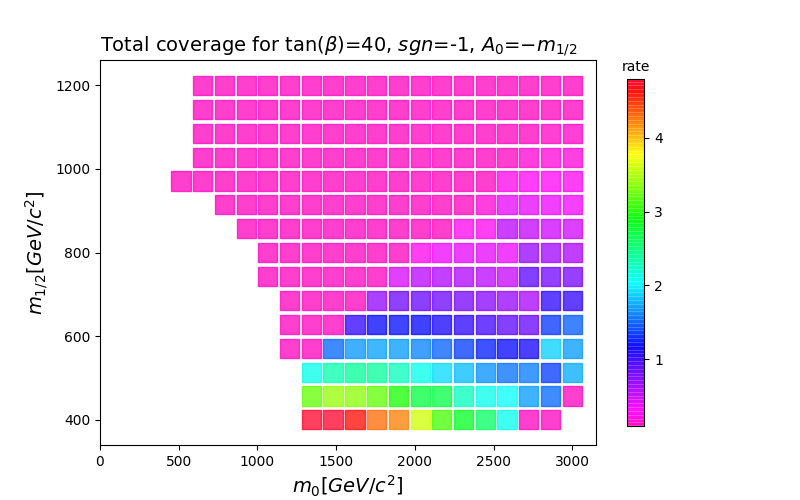 Total coverage for tan(β)=40, sgn=-1, A₀=−m₁/₂
rate
1200
1000
800
600
400
4
3
2
1
m₁/₂[GeV/c²]
0 500 1000 1500 2000 2500 3000
m₀[GeV/c²]